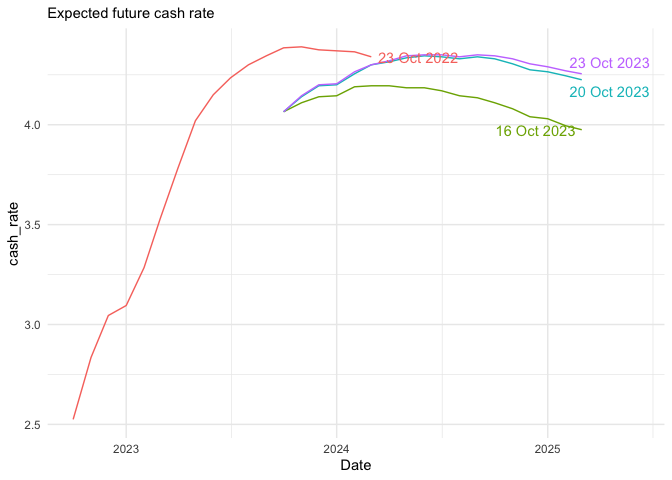 Expected future cash rate
23 Oct 2022
23 Oct 2023
20 Oct 2023
16 Oct 2023
4.0
3.5
3.0
2.5
cash_rate
2023
2024
2025
Date